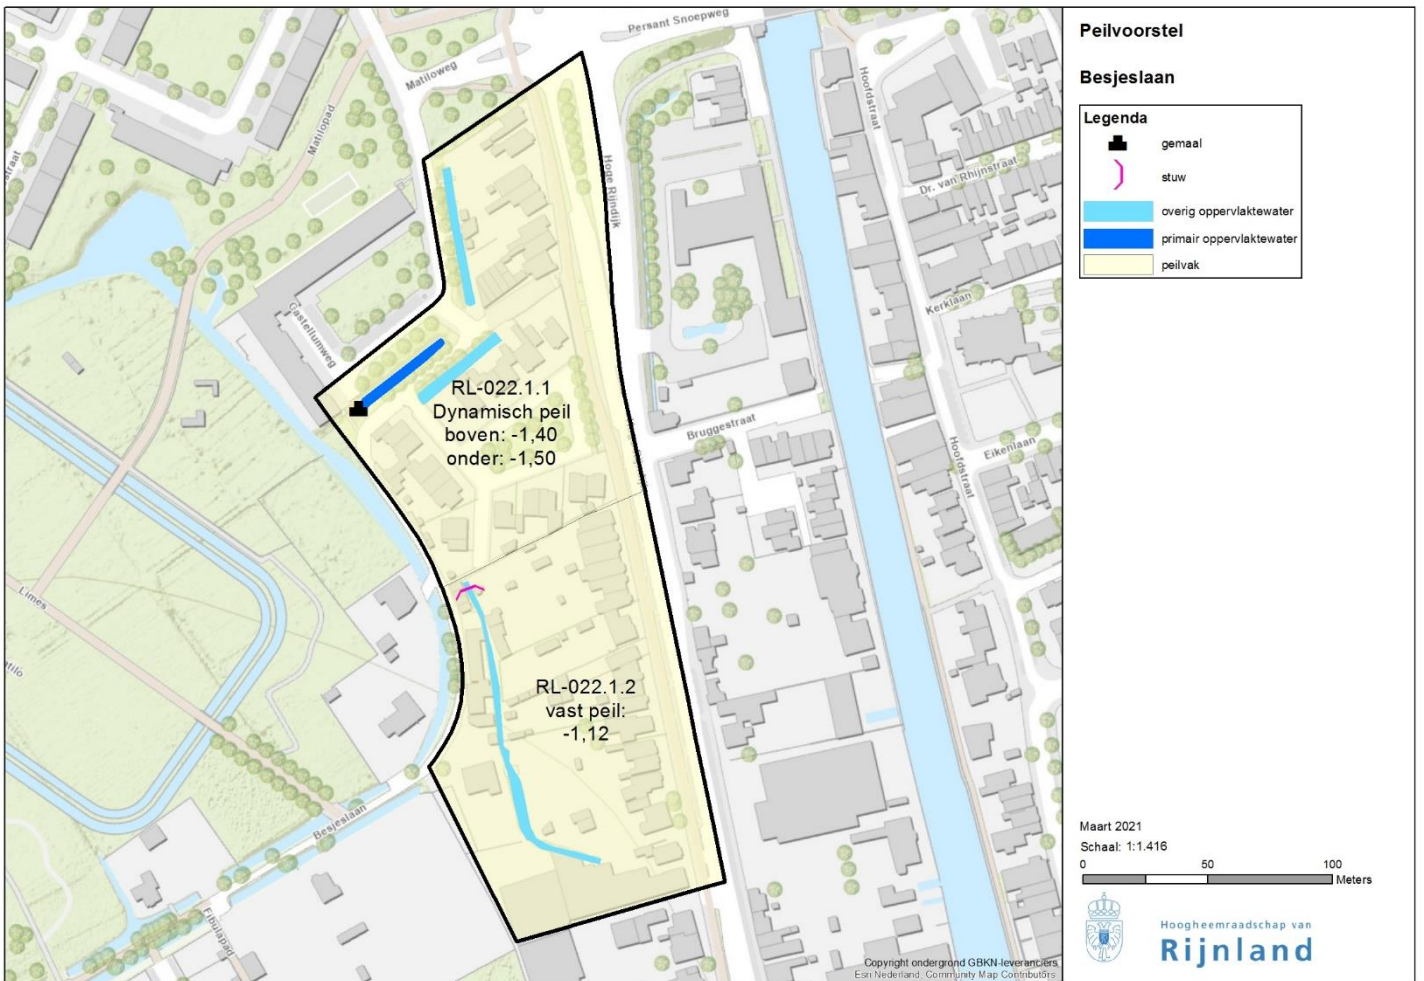 Peilvoorstel
Besjeslaan
Legenda
gemaal
stuw
overig oppervlaktewater
primair oppervlaktewater
peilvak
Persant Snoepweg
Matiloweg
Matilopad
straat
Hoge Rijndijk
Hoofdstraat
Dr. van Rhijnstraat
Kerklaan
Castellumweg
RL-022.1.1
Dynamisch peil
boven: -1,40
onder: -1,50
Bruggestraat
Hoofdstraat
Eikenlaan
Limes
RL-022.1.2
vast peil:
-1,12
Besjeslaan
Fibulapad
Maart 2021
Schaal: 1:1.416
0 50 100
Meters
Hoogheemraadschap van
Rijnland
Copyright ondergrond GBKN-leveranciers
Esri Nederland, Community Map Contributors